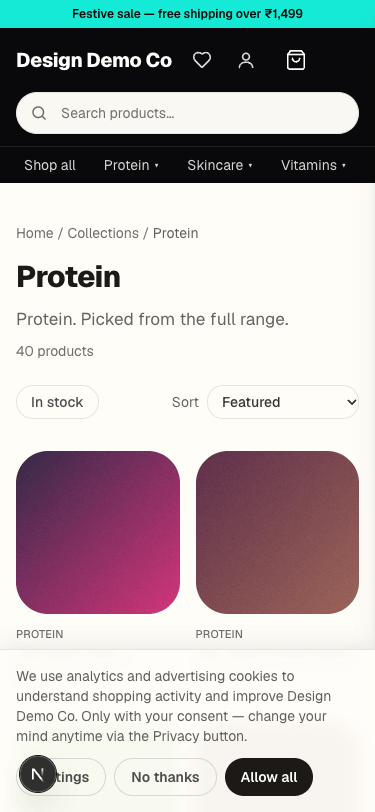 Festive sale — free shipping over ₹1,499
Design Demo Co
Search products…
Shop all Protein ▾ Skincare ▾ Vitamins ▾
Home / Collections / Protein
Protein
Protein. Picked from the full range.
40 products
In stock Sort Featured
PROTEIN PROTEIN
We use analytics and advertising cookies to
understand shopping activity and improve Design
Demo Co. Only with your consent — change your
mind anytime via the Privacy button.
N tings No thanks Allow all